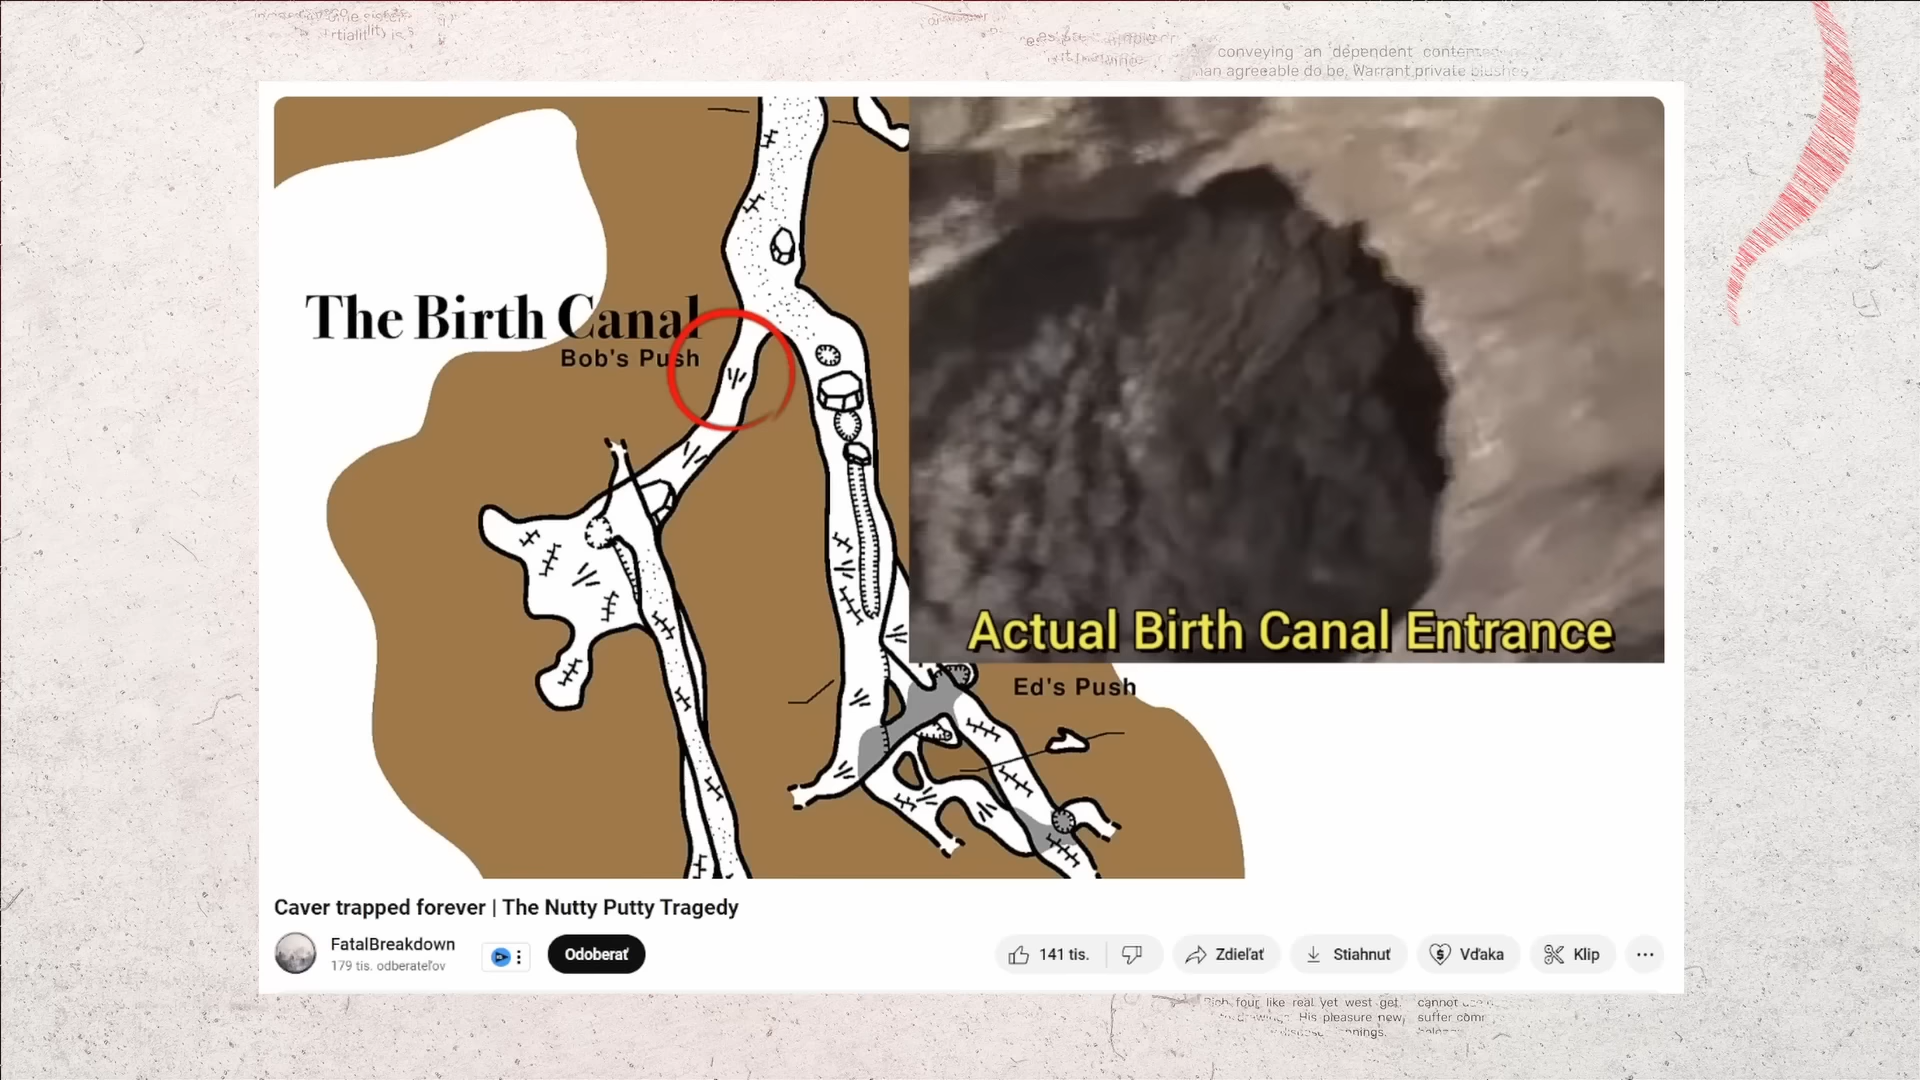 conveying an dependent
an agreeable do be. Warrant private blushes
The Birth Canal
Bob's Push
Actual Birth Canal Entrance
Ed's Push
Caver trapped forever | The Nutty Putty Tragedy
FatalBreakdown
179 tis. odberateľov
Odoberať
141 tis.
Zdieľať
Stiahnuť
Vďaka
Klip
four like real yet west get, cannot
His pleasure new, suffer